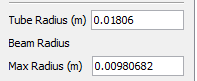 Tube Radius (m) 0.01806
Beam Radius
Max Radius (m) 0.00980682